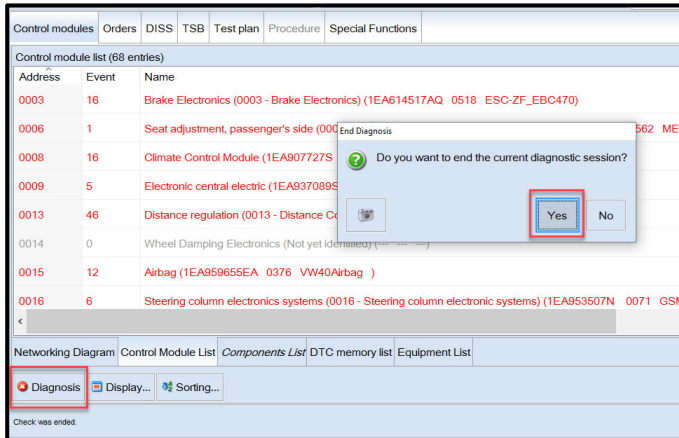 Control modules Orders DISS TSB Test plan Procedure Special Functions
Control module list (68 entries)
Address Event Name
0003 16 Brake Electronics (0003 - Brake Electronics) (1EA614517AQ 0518 ESC-ZF_EBC470)
0006 1 Seat adjustment, passenger's side (000 562 ME
End Diagnosis
Do you want to end the current diagnostic session?
0008 16 Climate Control Module (1EA907727S
0009 5 Electronic central electric (1EA937089S
Yes No
0013 46 Distance regulation (0013 - Distance Co
0014 0 Wheel Damping Electronics (Not yet identified) (--- --- ---)
0015 12 Airbag (1EA959655EA 0376 VW40Airbag )
0016 6 Steering column electronics systems (0016 - Steering column electronic systems) (1EA953507N 0071 GSM
Networking Diagram Control Module List Components List DTC memory list Equipment List
Diagnosis Display... Sorting...
Check was ended.